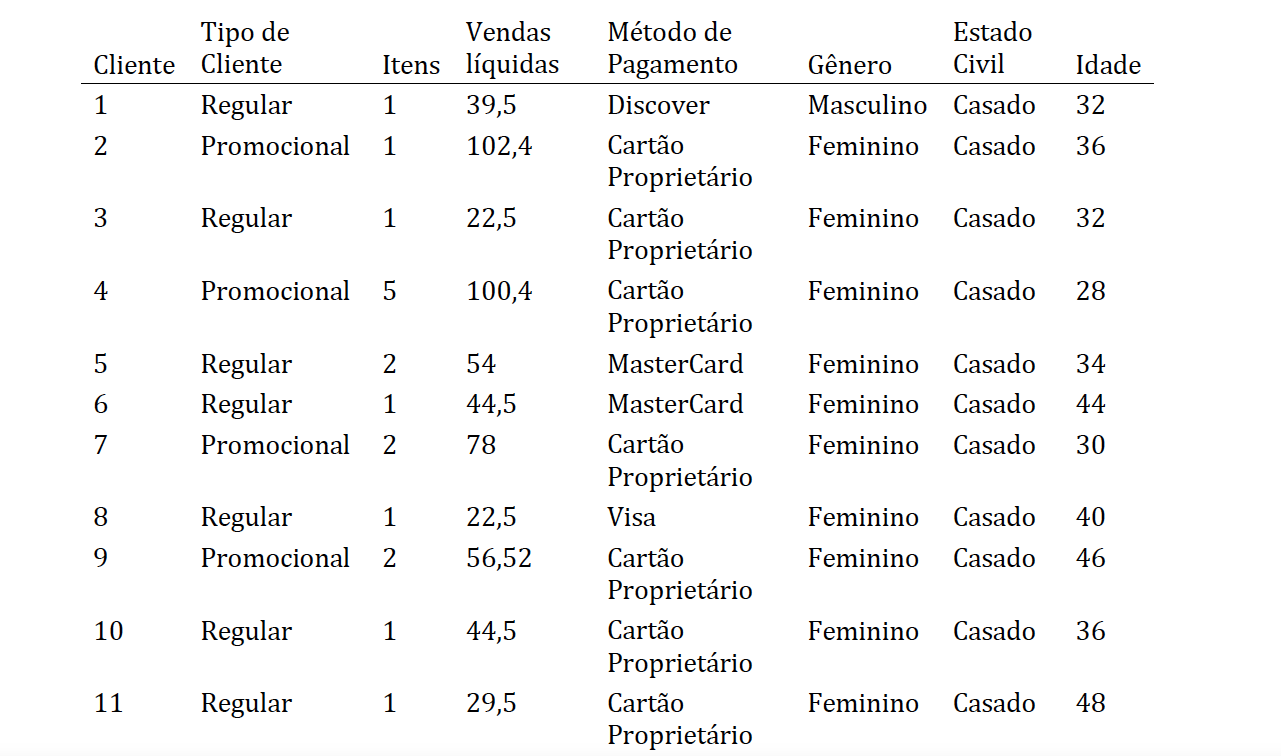 Cliente Tipo de Cliente Itens Vendas líquidas Método de Pagamento Gênero Estado Civil Idade
1 Regular 1 39,5 Discover Masculino Casado 32
2 Promocional 1 102,4 Cartão Proprietário Feminino Casado 36
3 Regular 1 22,5 Cartão Proprietário Feminino Casado 32
4 Promocional 5 100,4 Cartão Proprietário Feminino Casado 28
5 Regular 2 54 MasterCard Feminino Casado 34
6 Regular 1 44,5 MasterCard Feminino Casado 44
7 Promocional 2 78 Cartão Proprietário Feminino Casado 30
8 Regular 1 22,5 Visa Feminino Casado 40
9 Promocional 2 56,52 Cartão Proprietário Feminino Casado 46
10 Regular 1 44,5 Cartão Proprietário Feminino Casado 36
11 Regular 1 29,5 Cartão Proprietário Feminino Casado 48